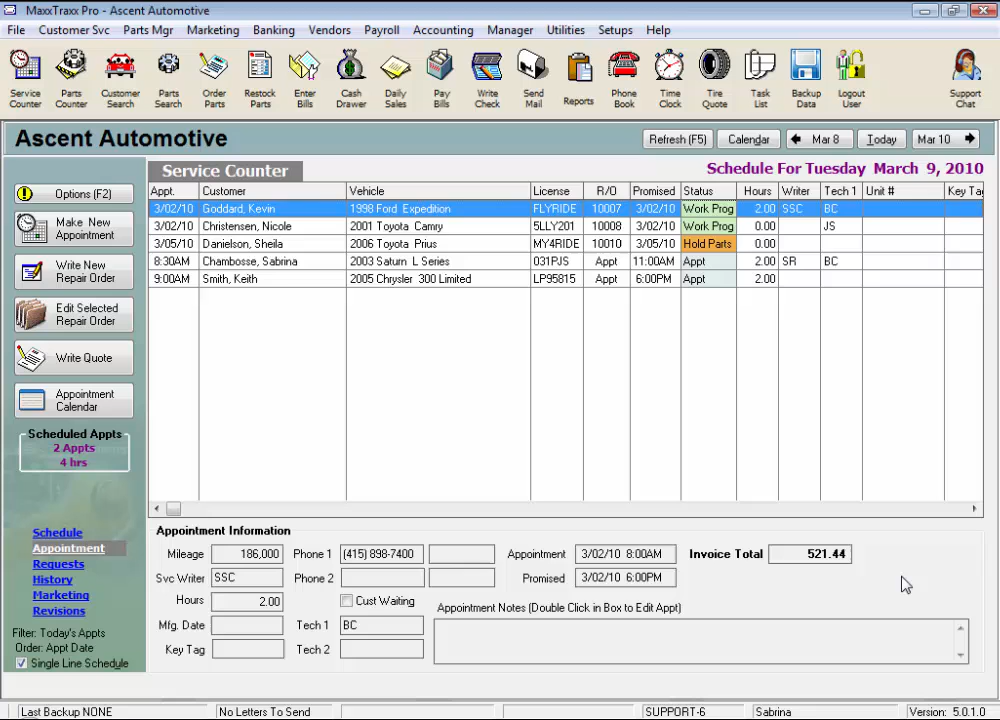 MaxxTraxx Pro - Ascent Automotive
File Customer Svc Parts Mgr Marketing Banking Vendors Payroll Accounting Manager Utilities Setups Help
Service Counter Parts Counter Customer Search Parts Search Order Parts Restock Parts Enter Bills Cash Drawer Daily Sales Pay Bills Write Check Send Mail Reports Phone Book Time Clock Tire Quote Task List Backup Data Logout User Support Chat
Ascent Automotive Refresh (F5) Calendar Mar 8 Today Mar 10
Service Counter Schedule For Tuesday March 9, 2010
Appt. Customer Vehicle License R/O Promised Status Hours Writer Tech 1 Unit # Key Tag
3/02/10 Goddard, Kevin 1998 Ford Expedition FLYRIDE 10007 3/02/10 Work Prog 2.00 SSC BC
3/02/10 Christensen, Nicole 2001 Toyota Camry 5LLY201 10008 3/02/10 Work Prog 0.00 JS
3/05/10 Danielson, Sheila 2006 Toyota Prius MY4RIDE 10010 3/05/10 Hold Parts 0.00
8:30AM Chambosse, Sabrina 2003 Saturn L Series 031PJS Appt 11:00AM Appt 2.00 SR BC
9:00AM Smith, Keith 2005 Chrysler 300 Limited LP95815 Appt 6:00PM Appt 2.00
Options (F2)
Make New Appointment
Write New Repair Order
Edit Selected Repair Order
Write Quote
Appointment Calendar
Scheduled Appts
2 Appts
4 hrs
Schedule
Appointment
Requests
History
Marketing
Revisions
Filter: Today's Appts
Order: Appt Date
Single Line Schedule
Appointment Information
Mileage 186,000 Phone 1 (415) 898-7400 Appointment 3/02/10 8:00AM Invoice Total 521.44
Svc Writer SSC Phone 2 Promised 3/02/10 6:00PM
Hours 2.00 Cust Waiting Appointment Notes (Double Click in Box to Edit Appt)
Mfg. Date Tech 1 BC
Key Tag Tech 2
Last Backup NONE No Letters To Send SUPPORT-6 Sabrina Version: 5.0.1.0